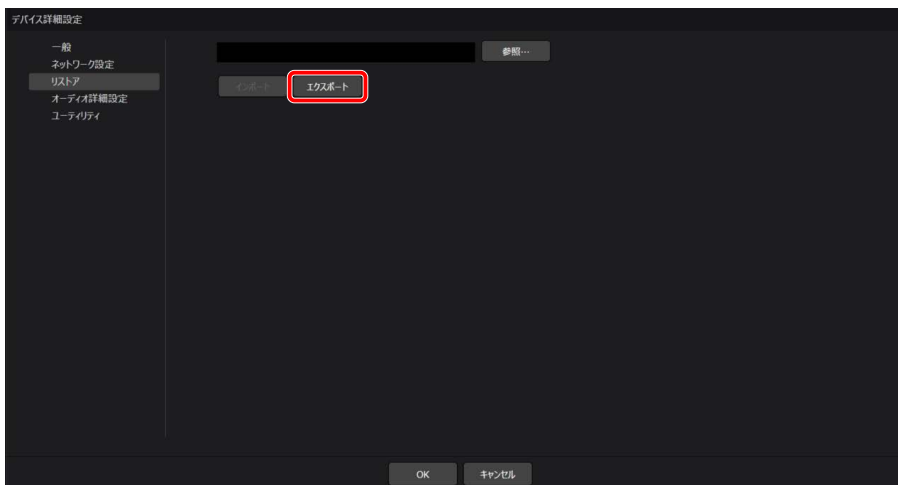 デバイス詳細設定
一般
ネットワーク設定
リストア
オーディオ詳細設定
ユーティリティ
参照…
インポート
エクスポート
OK
キャンセル